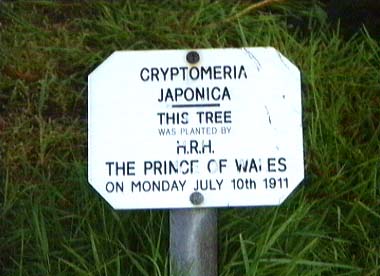 CRYPTOMERIA
JAPONICA
THIS TREE
WAS PLANTED BY
H.R.H.
THE PRINCE OF WALES
ON MONDAY JULY 10th 1911